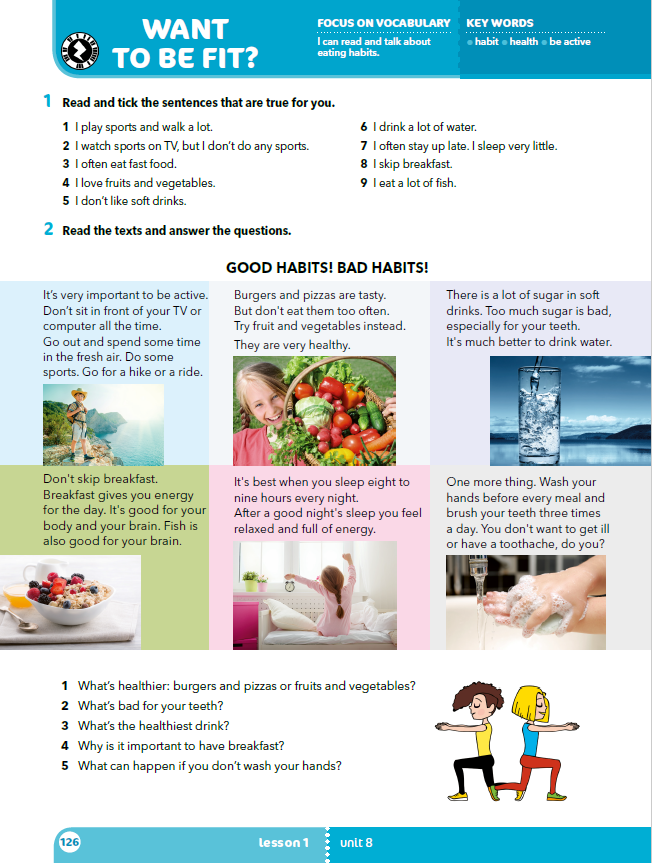 WANT
TO BE FIT?
FOCUS ON VOCABULARY
I can read and talk about
eating habits.
KEY WORDS
• habit • health • be active
1 Read and tick the sentences that are true for you.
1 I play sports and walk a lot.
2 I watch sports on TV, but I don't do any sports.
3 I often eat fast food.
4 I love fruits and vegetables.
5 I don't like soft drinks.
6 I drink a lot of water.
7 I often stay up late. I sleep very little.
8 I skip breakfast.
9 I eat a lot of fish.
2 Read the texts and answer the questions.
GOOD HABITS! BAD HABITS!
It's very important to be active.
Don't sit in front of your TV or
computer all the time.
Go out and spend some time
in the fresh air. Do some
sports. Go for a hike or a ride.
Burgers and pizzas are tasty.
But don't eat them too often.
Try fruit and vegetables instead.
They are very healthy.
There is a lot of sugar in soft
drinks. Too much sugar is bad,
especially for your teeth.
It's much better to drink water.
Don't skip breakfast.
Breakfast gives you energy
for the day. It's good for your
body and your brain. Fish is
also good for your brain.
It's best when you sleep eight to
nine hours every night.
After a good night's sleep you feel
relaxed and full of energy.
One more thing. Wash your
hands before every meal and
brush your teeth three times
a day. You don't want to get ill
or have a toothache, do you?
1 What's healthier: burgers and pizzas or fruits and vegetables?
2 What's bad for your teeth?
3 What's the healthiest drink?
4 Why is it important to have breakfast?
5 What can happen if you don't wash your hands?
126
lesson 1
unit 8